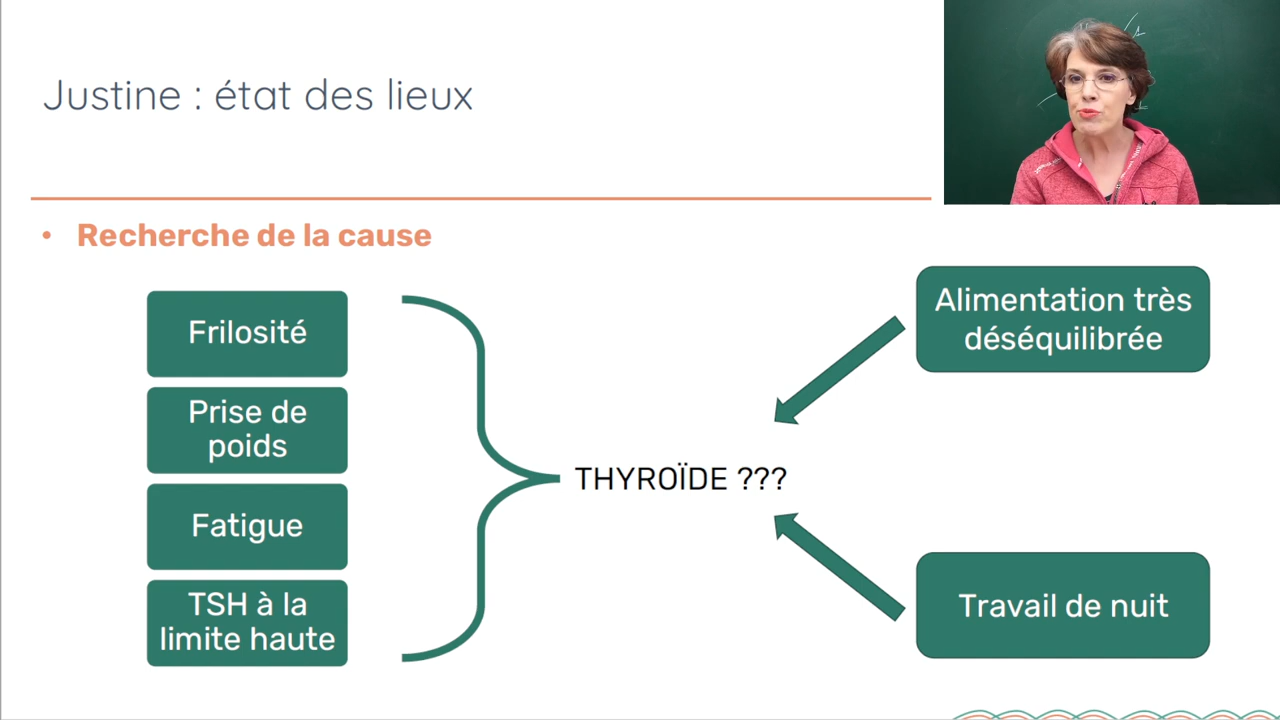 Justine : état des lieux
• Recherche de la cause
Frilosité
Prise de
poids
Fatigue
TSH à la
limite haute
THYROÏDE ???
Alimentation très
déséquilibrée
Travail de nuit